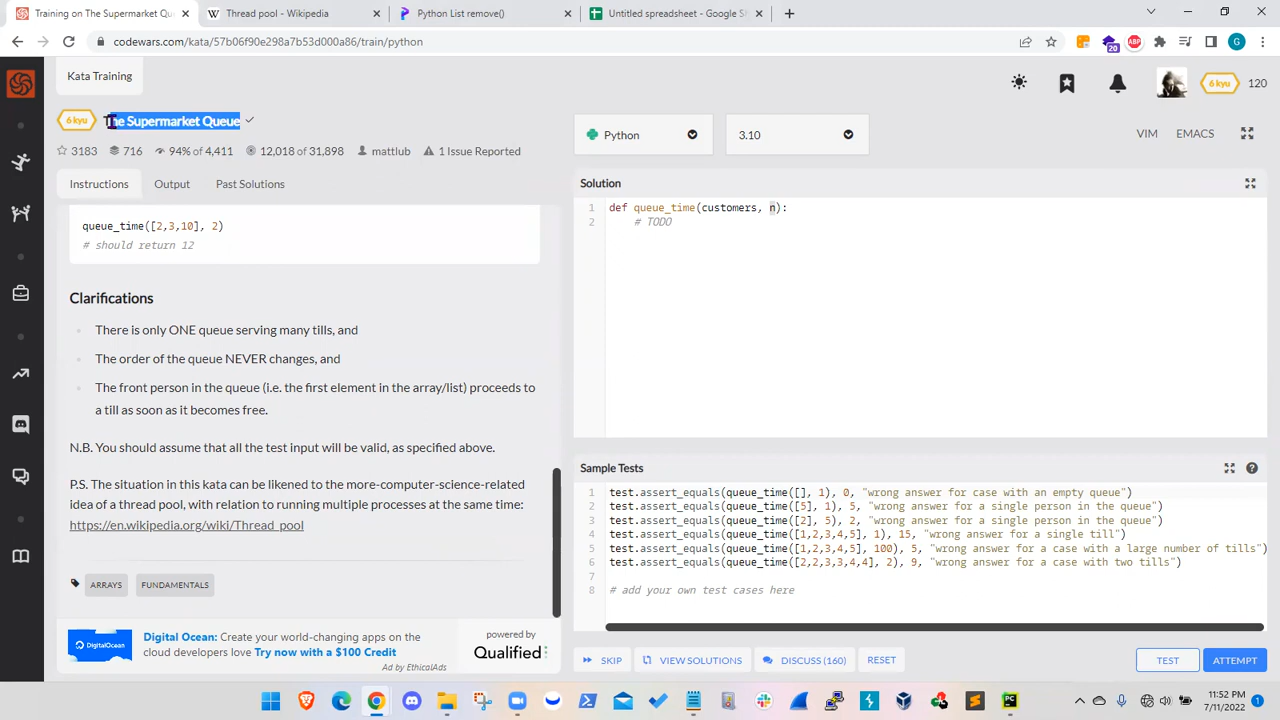 Training on The Supermarket Qu
Thread pool - Wikipedia
Python List remove()
Untitled spreadsheet - Google Sh
codewars.com/kata/57b06f90e298a7b53d000a86/train/python
20
ABP
G
Kata Training
6 kyu
120
6 kyu
The Supermarket Queue
Python
3.10
VIM
EMACS
3183
716
94% of 4,411
12,018 of 31,898
mattlub
1 Issue Reported
Instructions
Output
Past Solutions
Solution
queue_time([2,3,10], 2)
# should return 12
1 def queue_time(customers, n):
2 # TODO
Clarifications
There is only ONE queue serving many tills, and
The order of the queue NEVER changes, and
The front person in the queue (i.e. the first element in the array/list) proceeds to
a till as soon as it becomes free.
N.B. You should assume that all the test input will be valid, as specified above.
P.S. The situation in this kata can be likened to the more-computer-science-related
idea of a thread pool, with relation to running multiple processes at the same time:
https://en.wikipedia.org/wiki/Thread_pool
ARRAYS
FUNDAMENTALS
Sample Tests
1 test.assert_equals(queue_time([], 1), 0, "wrong answer for case with an empty queue")
2 test.assert_equals(queue_time([5], 1), 5, "wrong answer for a single person in the queue")
3 test.assert_equals(queue_time([2], 5), 2, "wrong answer for a single person in the queue")
4 test.assert_equals(queue_time([1,2,3,4,5], 1), 15, "wrong answer for a single till")
5 test.assert_equals(queue_time([1,2,3,4,5], 100), 5, "wrong answer for a case with a large number of tills")
6 test.assert_equals(queue_time([2,2,3,3,4,4], 2), 9, "wrong answer for a case with two tills")
7
8 # add your own test cases here
DigitalOcean
Digital Ocean: Create your world-changing apps on the
cloud developers love Try now with a $100 Credit
Ad by EthicalAds
powered by
Qualified
SKIP
VIEW SOLUTIONS
DISCUSS (160)
RESET
TEST
ATTEMPT
PC
11:52 PM
7/11/2022
1